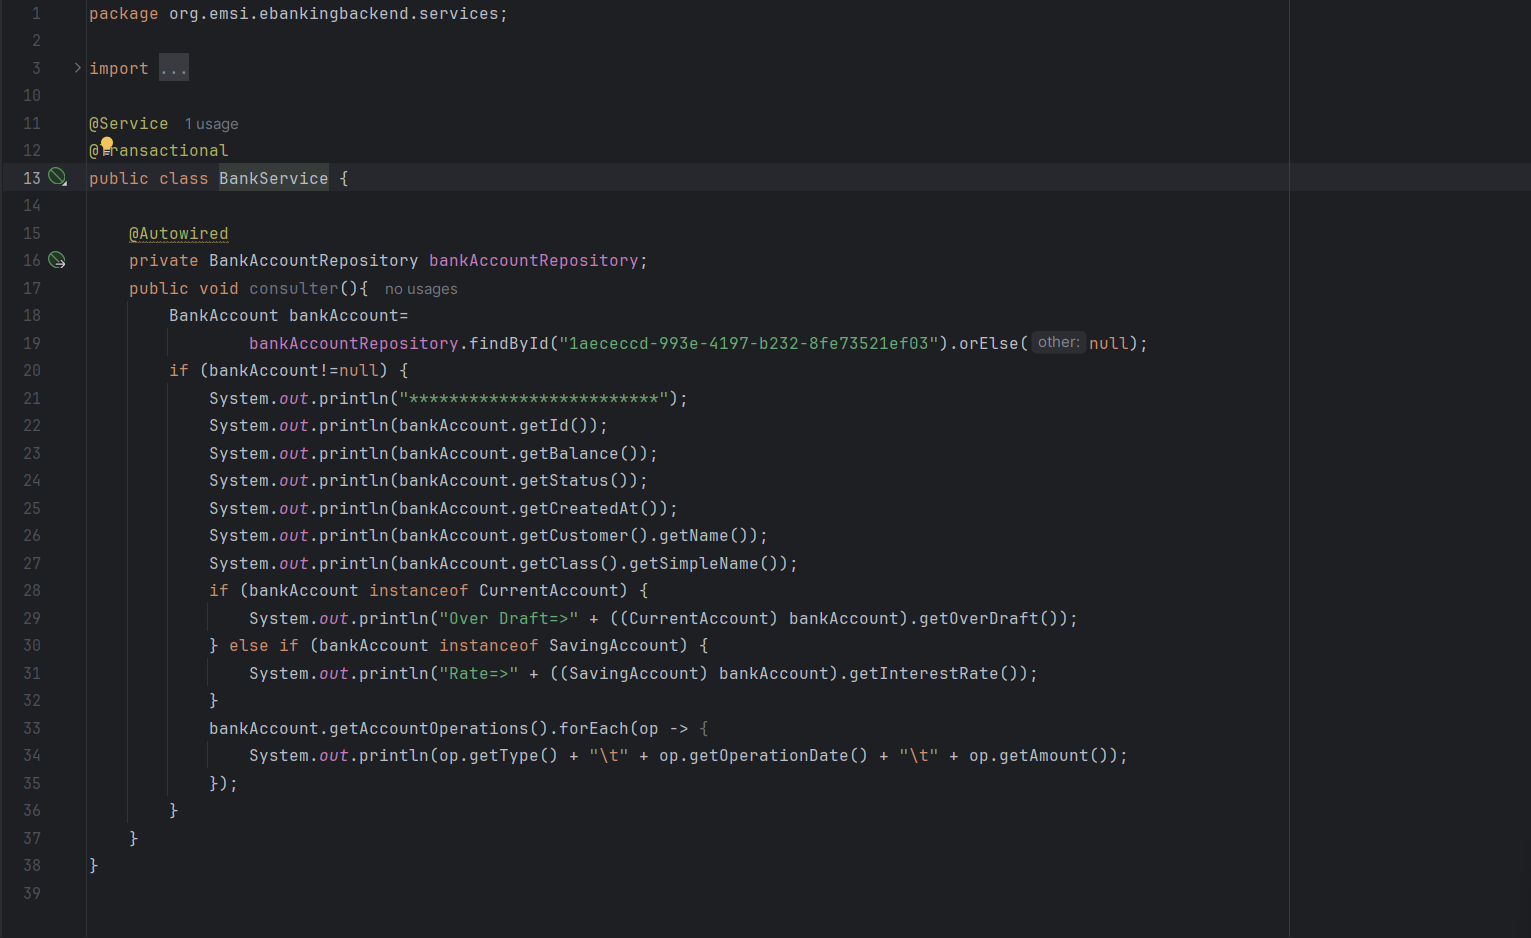 1 package org.emsi.ebankingbackend.services;
2
3 import ...
10
11 @Service 1 usage
12 @Transactional
13 public class BankService {
14
15 @Autowired
16 private BankAccountRepository bankAccountRepository;
17 public void consulter(){ no usages
18 BankAccount bankAccount=
19 bankAccountRepository.findById("1aececcd-993e-4197-b232-8fe73521ef03").orElse( other: null);
20 if (bankAccount!=null) {
21 System.out.println("*************************");
22 System.out.println(bankAccount.getId());
23 System.out.println(bankAccount.getBalance());
24 System.out.println(bankAccount.getStatus());
25 System.out.println(bankAccount.getCreatedAt());
26 System.out.println(bankAccount.getCustomer().getName());
27 System.out.println(bankAccount.getClass().getSimpleName());
28 if (bankAccount instanceof CurrentAccount) {
29 System.out.println("Over Draft=>" + ((CurrentAccount) bankAccount).getOverDraft());
30 } else if (bankAccount instanceof SavingAccount) {
31 System.out.println("Rate=>" + ((SavingAccount) bankAccount).getInterestRate());
32 }
33 bankAccount.getAccountOperations().forEach(op -> {
34 System.out.println(op.getType() + "\t" + op.getOperationDate() + "\t" + op.getAmount());
35 });
36 }
37 }
38 }
39